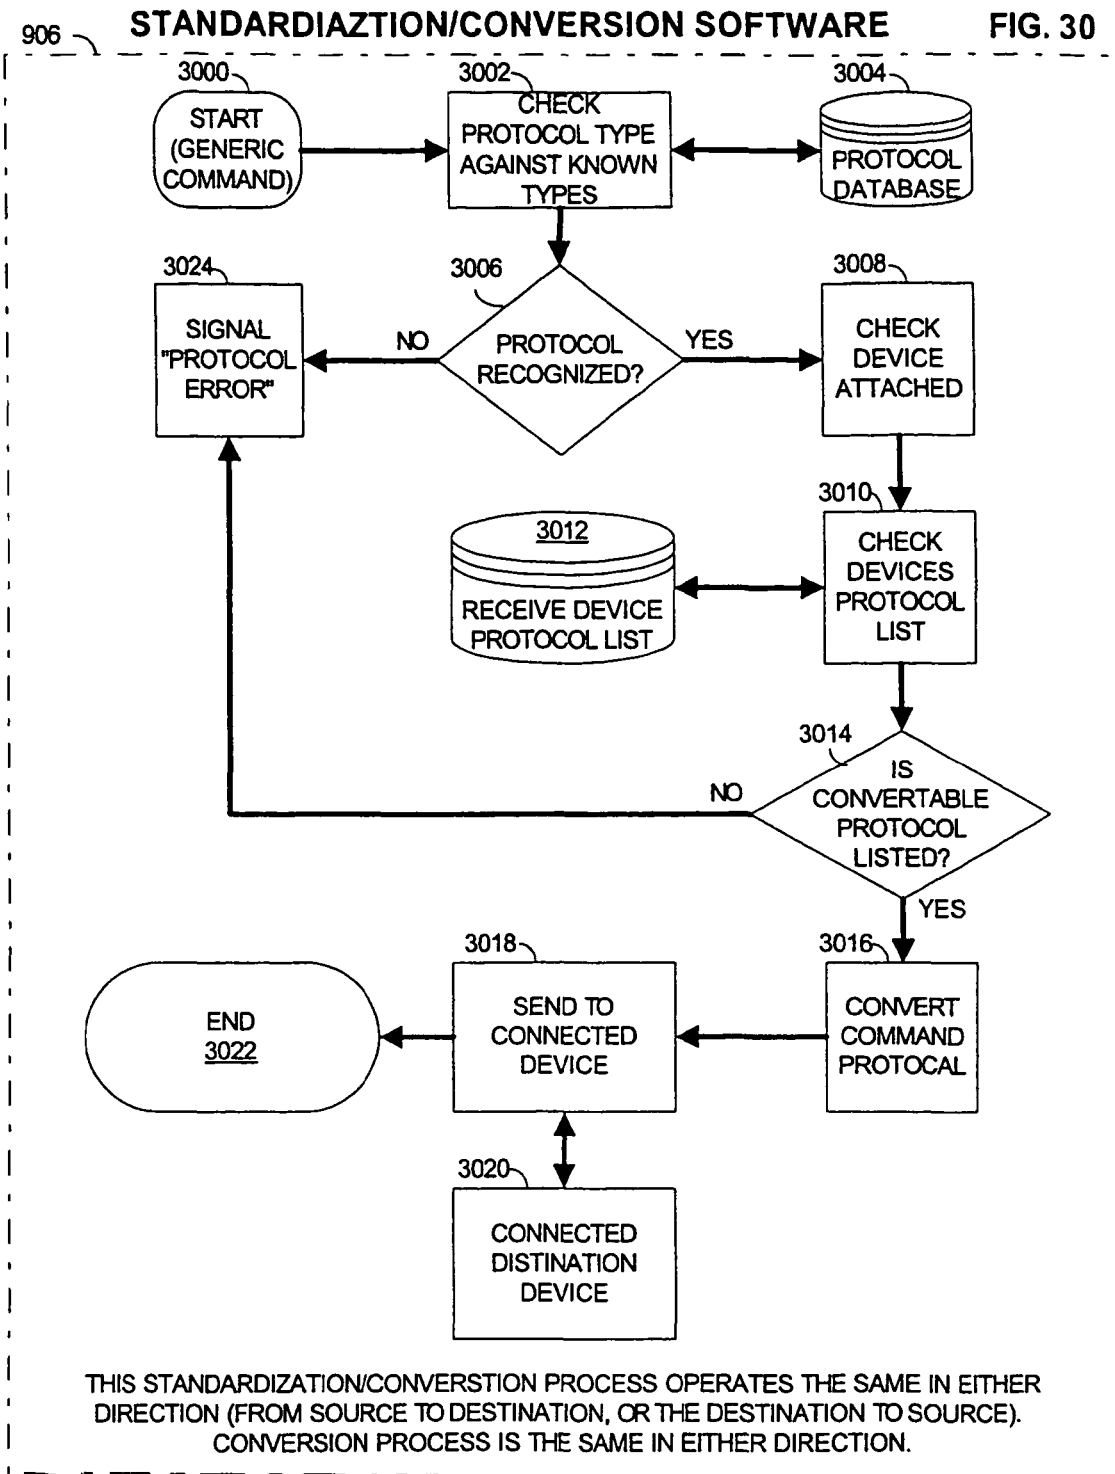 STANDARDIAZTION/CONVERSION SOFTWARE
FIG. 30
906
3000
START
(GENERIC
COMMAND)
3002
CHECK
PROTOCOL TYPE
AGAINST KNOWN
TYPES
3004
PROTOCOL
DATABASE
3024
SIGNAL
"PROTOCOL
ERROR"
NO
3006
PROTOCOL
RECOGNIZED?
YES
3008
CHECK
DEVICE
ATTACHED
3012
RECEIVE DEVICE
PROTOCOL LIST
3010
CHECK
DEVICES
PROTOCOL
LIST
3014
NO
IS
CONVERTABLE
PROTOCOL
LISTED?
YES
END
3022
3018
SEND TO
CONNECTED
DEVICE
3016
CONVERT
COMMAND
PROTOCAL
3020
CONNECTED
DISTINATION
DEVICE
THIS STANDARDIZATION/CONVERSTION PROCESS OPERATES THE SAME IN EITHER
DIRECTION (FROM SOURCE TO DESTINATION, OR THE DESTINATION TO SOURCE).
CONVERSION PROCESS IS THE SAME IN EITHER DIRECTION.